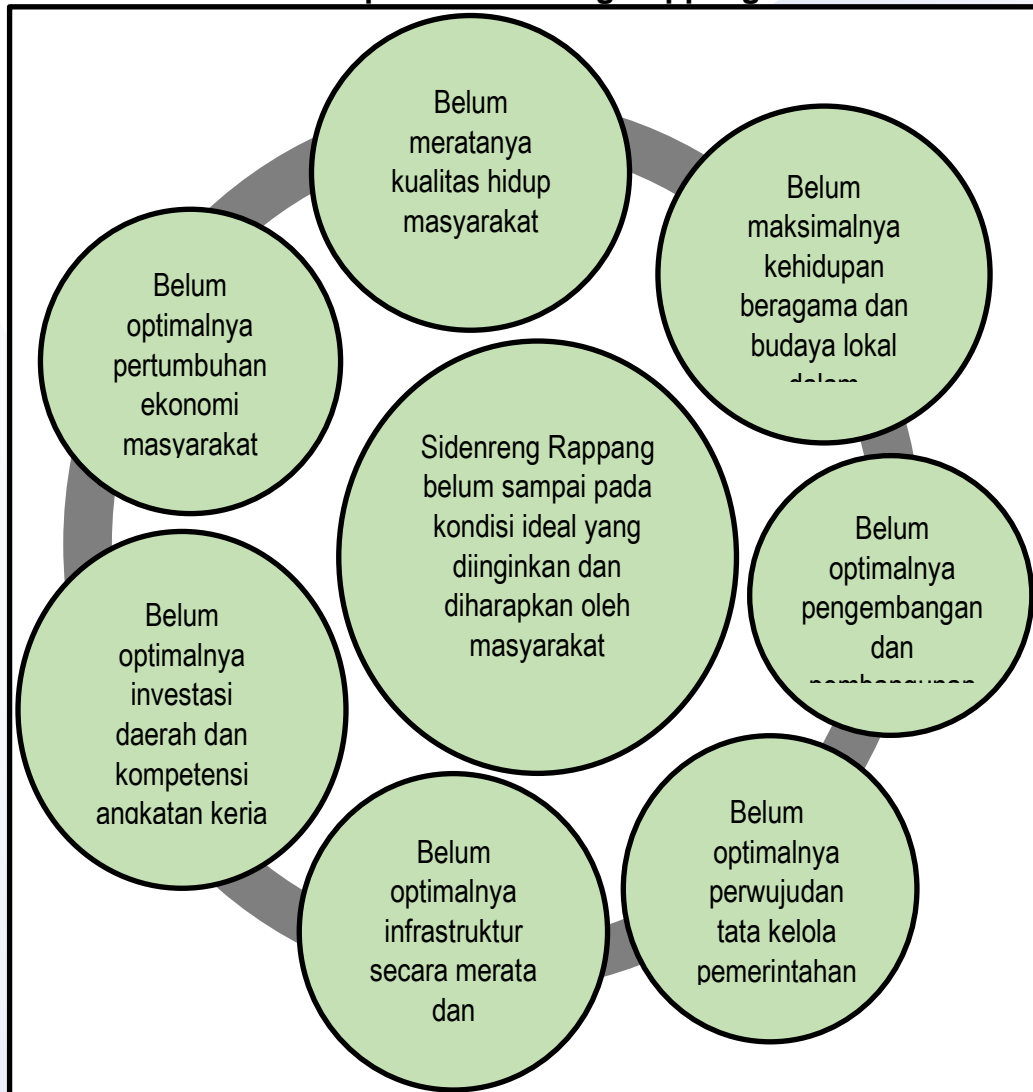 Belum
meratanya
kualitas hidup
masyarakat
Belum
maksimalnya
kehidupan
beragama dan
budaya lokal
dalam
Belum
optimalnya
pengembangan
dan
pembangunan
Belum
optimalnya
perwujudan
tata kelola
pemerintahan
Belum
optimalnya
infrastruktur
secara merata
dan
Belum
optimalnya
investasi
daerah dan
kompetensi
angkatan kerja
Belum
optimalnya
pertumbuhan
ekonomi
masyarakat
Sidenreng Rappang
belum sampai pada
kondisi ideal yang
diinginkan dan
diharapkan oleh
masyarakat